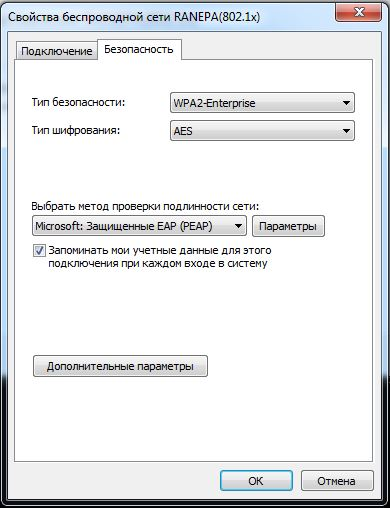 Свойства беспроводной сети RANEPA(802.1x)
Подключение Безопасность
Тип безопасности: WPA2-Enterprise
Тип шифрования: AES
Выбрать метод проверки подлинности сети:
Microsoft: Защищенные EAP (PEAP) Параметры
Запоминать мои учетные данные для этого
подключения при каждом входе в систему
Дополнительные параметры
OK Отмена